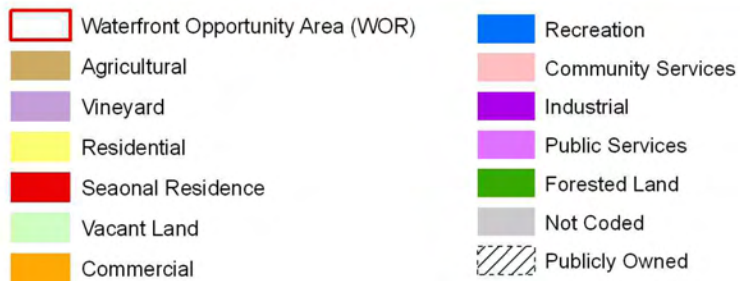 Waterfront Opportunity Area (WOR)
Agricultural
Vineyard
Residential
Seaonal Residence
Vacant Land
Commercial
Recreation
Community Services
Industrial
Public Services
Forested Land
Not Coded
Publicly Owned